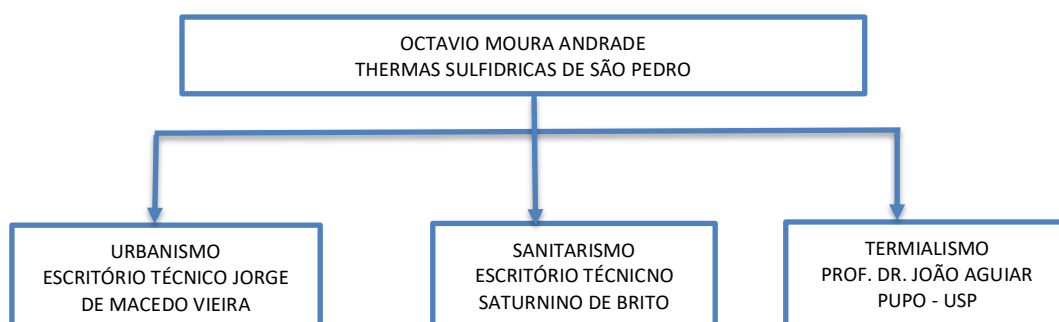 OCTAVIO MOURA ANDRADE
THERMAS SULFIDRICAS DE SÃO PEDRO
URBANISMO
ESCRITÓRIO TÉCNICO JORGE
DE MACEDO VIEIRA
SANITARISMO
ESCRITÓRIO TÉCNICNO
SATURNINO DE BRITO
TERMIALISMO
PROF. DR. JOÃO AGUIAR
PUPO - USP